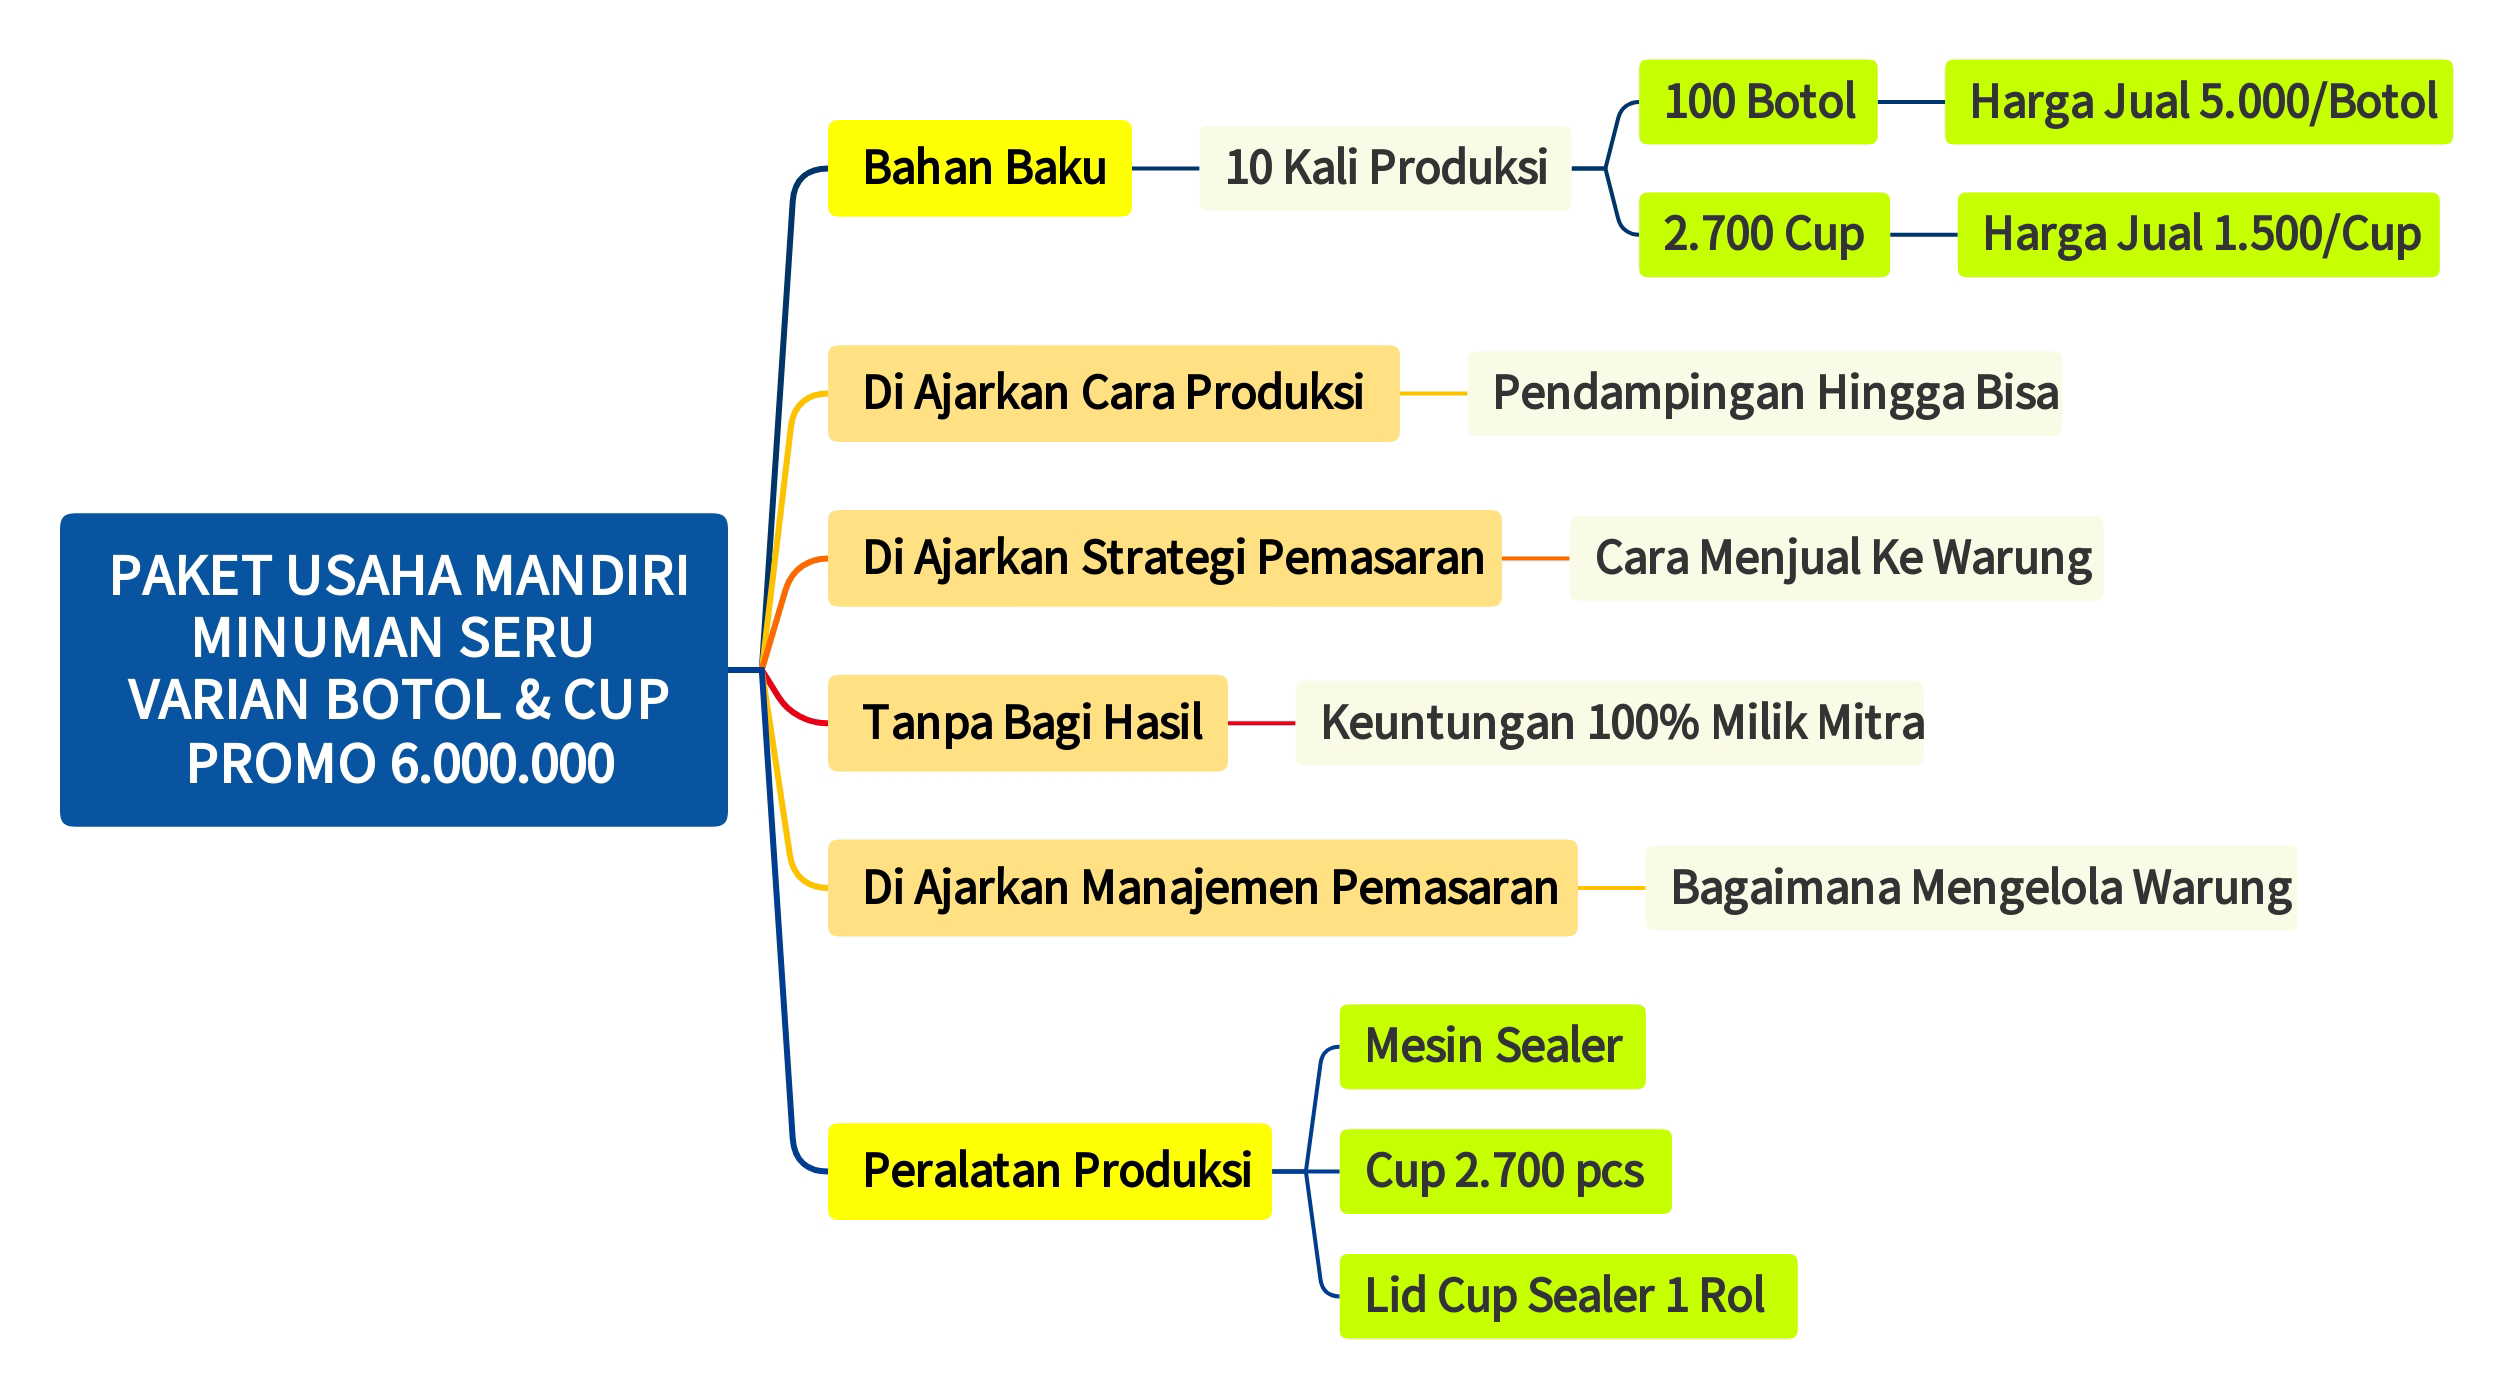 PAKET USAHA MANDIRI
MINUMAN SERU
VARIAN BOTOL & CUP
PROMO 6.000.000
Bahan Baku
10 Kali Produksi
100 Botol
Harga Jual 5.000/Botol
2.700 Cup
Harga Jual 1.500/Cup
Di Ajarkan Cara Produksi
Pendampingan Hingga Bisa
Di Ajarkan Strategi Pemasaran
Cara Menjual Ke Warung
Tanpa Bagi Hasil
Keuntungan 100% Milik Mitra
Di Ajarkan Manajemen Pemasaran
Bagaimana Mengelola Warung
Peralatan Produksi
Mesin Sealer
Cup 2.700 pcs
Lid Cup Sealer 1 Rol